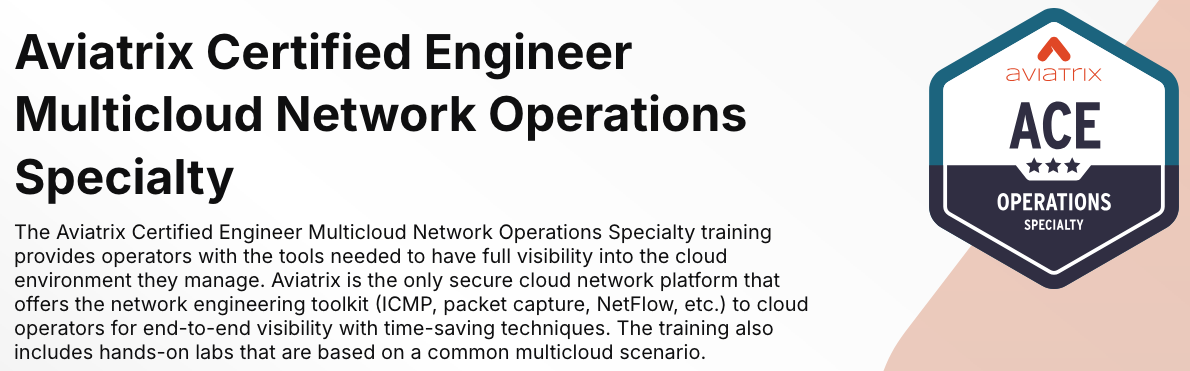 Aviatrix Certified Engineer
Multicloud Network Operations
Specialty
The Aviatrix Certified Engineer Multicloud Network Operations Specialty training
provides operators with the tools needed to have full visibility into the cloud
environment they manage. Aviatrix is the only secure cloud network platform that
offers the network engineering toolkit (ICMP, packet capture, NetFlow, etc.) to cloud
operators for end-to-end visibility with time-saving techniques. The training also
includes hands-on labs that are based on a common multicloud scenario.
aviatrix
ACE
OPERATIONS
SPECIALTY